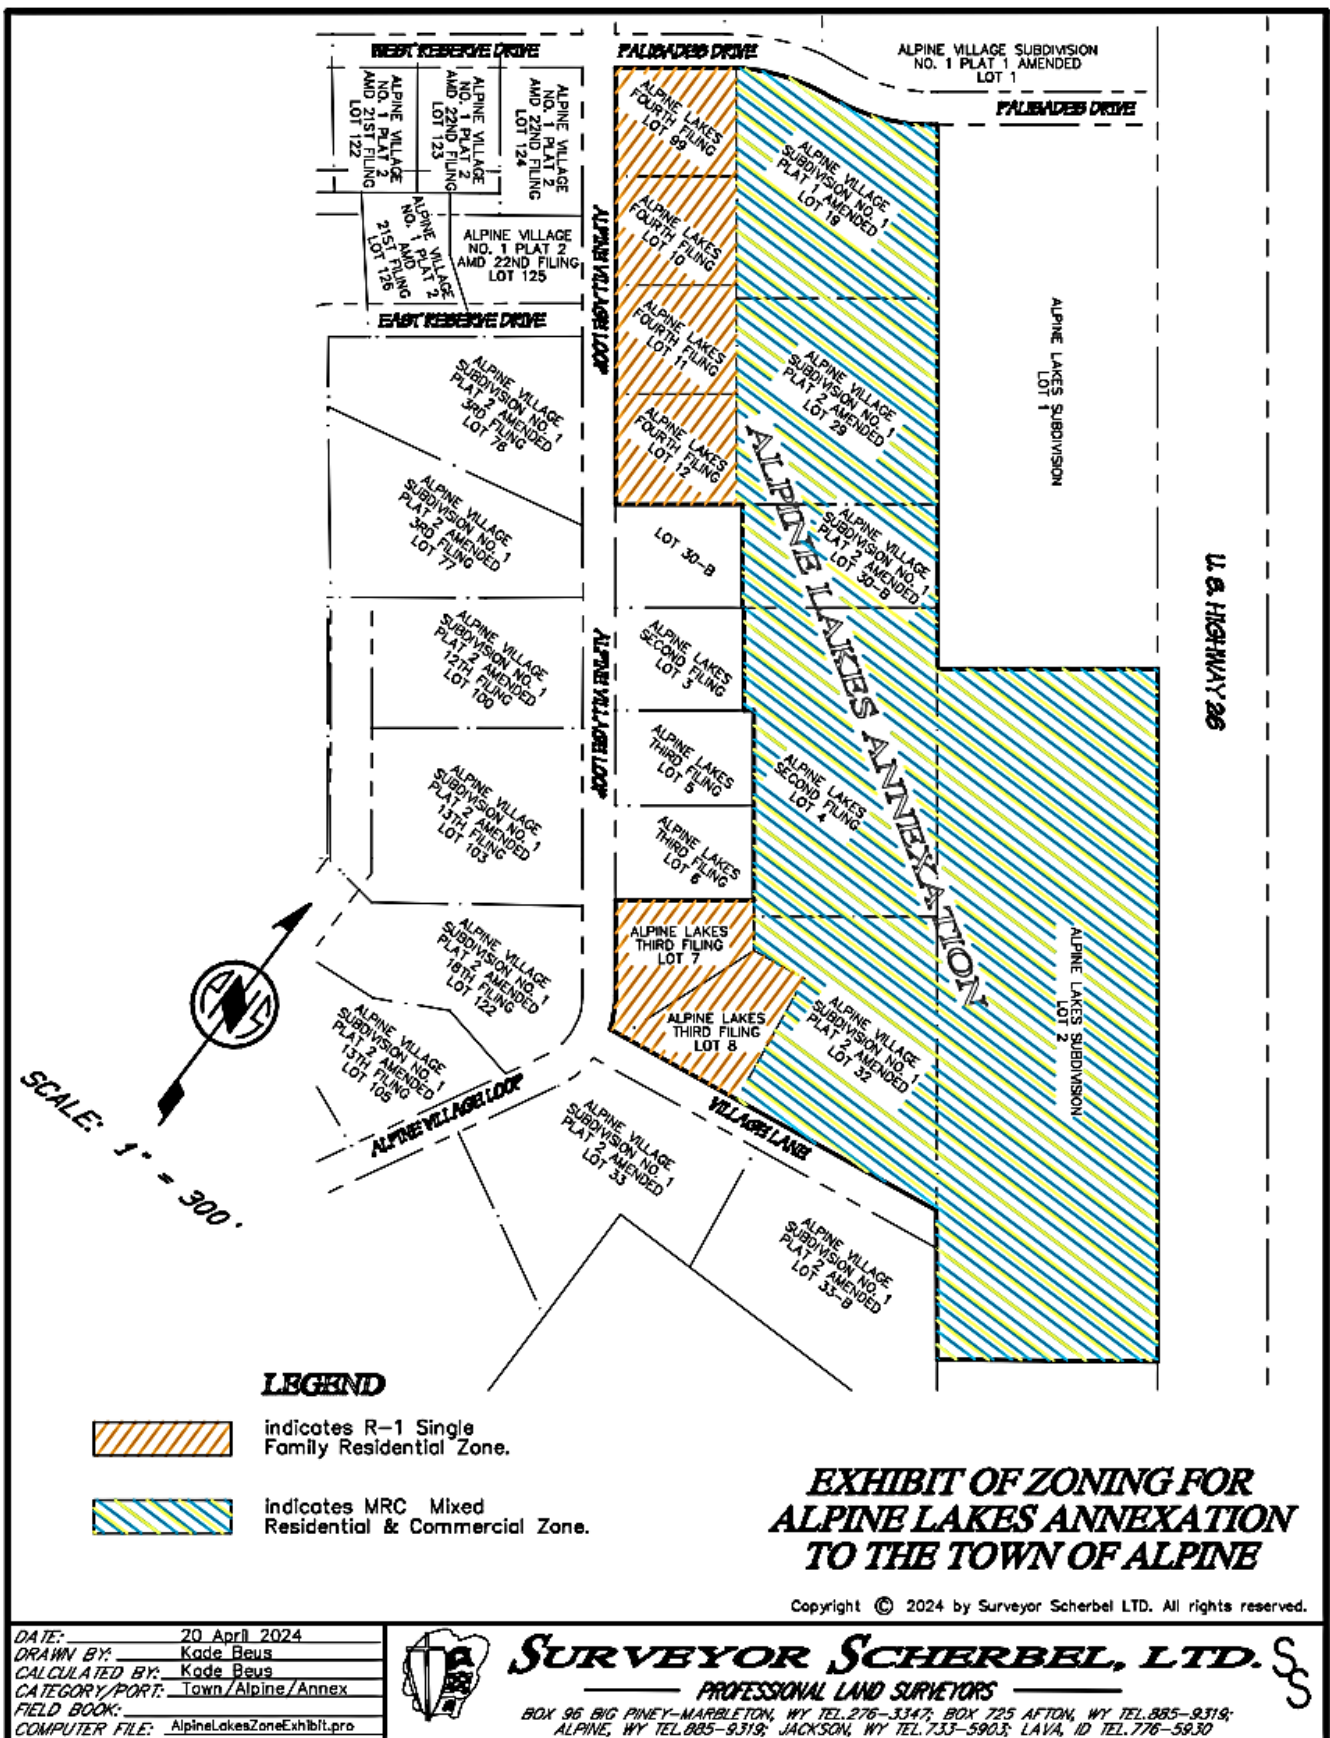 WEST RESERVE DRIVE
PALISADES DRIVE
ALPINE VILLAGE SUBDIVISION
NO. 1 PLAT 1 AMENDED
LOT 1
PALISADES DRIVE
ALPINE VILLAGE
NO. 1 PLAT 2
AMD 21ST FILING
LOT 122
ALPINE VILLAGE
NO. 1 PLAT 2
AMD 22ND FILING
LOT 123
ALPINE VILLAGE
NO. 1 PLAT 2
AMD 22ND FILING
LOT 124
ALPINE VILLAGE
NO. 1 PLAT 2
AMD
21ST FILING
LOT 126
ALPINE VILLAGE
NO. 1 PLAT 2
AMD 22ND FILING
LOT 125
EAST RESERVE DRIVE
ALPINE VILLAGE LOOP
ALPINE LAKES
FOURTH FILING
LOT 99
ALPINE LAKES
FOURTH FILING
LOT 10
ALPINE LAKES
FOURTH FILING
LOT 11
ALPINE LAKES
FOURTH FILING
LOT 12
ALPINE VILLAGE
SUBDIVISION NO. 1
PLAT 1 AMENDED
LOT 19
ALPINE VILLAGE
SUBDIVISION NO. 1
PLAT 2 AMENDED
LOT 29
ALPINE LAKES SUBDIVISION
LOT 1
U.S. HIGHWAY 26
ALPINE VILLAGE
SUBDIVISION NO. 1
PLAT 2 AMENDED
3RD FILING
LOT 78
ALPINE VILLAGE
SUBDIVISION NO. 1
PLAT 2 AMENDED
3RD FILING
LOT 77
LOT 30-B
ALPINE VILLAGE
SUBDIVISION NO. 1
PLAT 2 AMENDED
LOT 30-B
ALPINE LAKES ANNEXATION
ALPINE VILLAGE
SUBDIVISION NO. 1
PLAT 2 AMENDED
12TH FILING
LOT 100
ALPINE VILLAGE LOOP
ALPINE LAKES
SECOND FILING
LOT 3
ALPINE LAKES
THIRD FILING
LOT 5
ALPINE LAKES
SECOND FILING
LOT 4
ALPINE VILLAGE
SUBDIVISION NO. 1
PLAT 2 AMENDED
13TH FILING
LOT 103
ALPINE LAKES
THIRD FILING
LOT 6
ALPINE LAKES
THIRD FILING
LOT 7
ALPINE LAKES
THIRD FILING
LOT 8
ALPINE VILLAGE
SUBDIVISION NO. 1
PLAT 2 AMENDED
18TH FILING
LOT 122
ALPINE VILLAGE
SUBDIVISION NO. 1
PLAT 2 AMENDED
LOT 32
ALPINE LAKES SUBDIVISION
LOT 2
ALPINE VILLAGE
SUBDIVISION NO. 1
PLAT 2 AMENDED
13TH FILING
LOT 105
ALPINE VILLAGE LOOP
VILLAGE LANE
ALPINE VILLAGE
SUBDIVISION NO. 1
PLAT 2 AMENDED
LOT 33
ALPINE VILLAGE
SUBDIVISION NO. 1
PLAT 2 AMENDED
LOT 33-B
SCALE: 1" = 300'
LEGEND
indicates R-1 Single
Family Residential Zone.
indicates MRC Mixed
Residential & Commercial Zone.
EXHIBIT OF ZONING FOR
ALPINE LAKES ANNEXATION
TO THE TOWN OF ALPINE
Copyright © 2024 by Surveyor Scherbel LTD. All rights reserved.
DATE: 20 April 2024
DRAWN BY: Kade Beus
CALCULATED BY: Kade Beus
CATEGORY/PORT: Town/Alpine/Annex
FIELD BOOK:
COMPUTER FILE: AlpineLakesZoneExhibit.pro
SURVEYOR SCHERBEL, LTD.
PROFESSIONAL LAND SURVEYORS
BOX 96 BIG PINEY-MARBLETON, WY TEL.276-3347; BOX 725 AFTON, WY TEL.885-9319;
ALPINE, WY TEL.885-9319; JACKSON, WY TEL.733-5903; LAVA, ID TEL.776-5930
SS